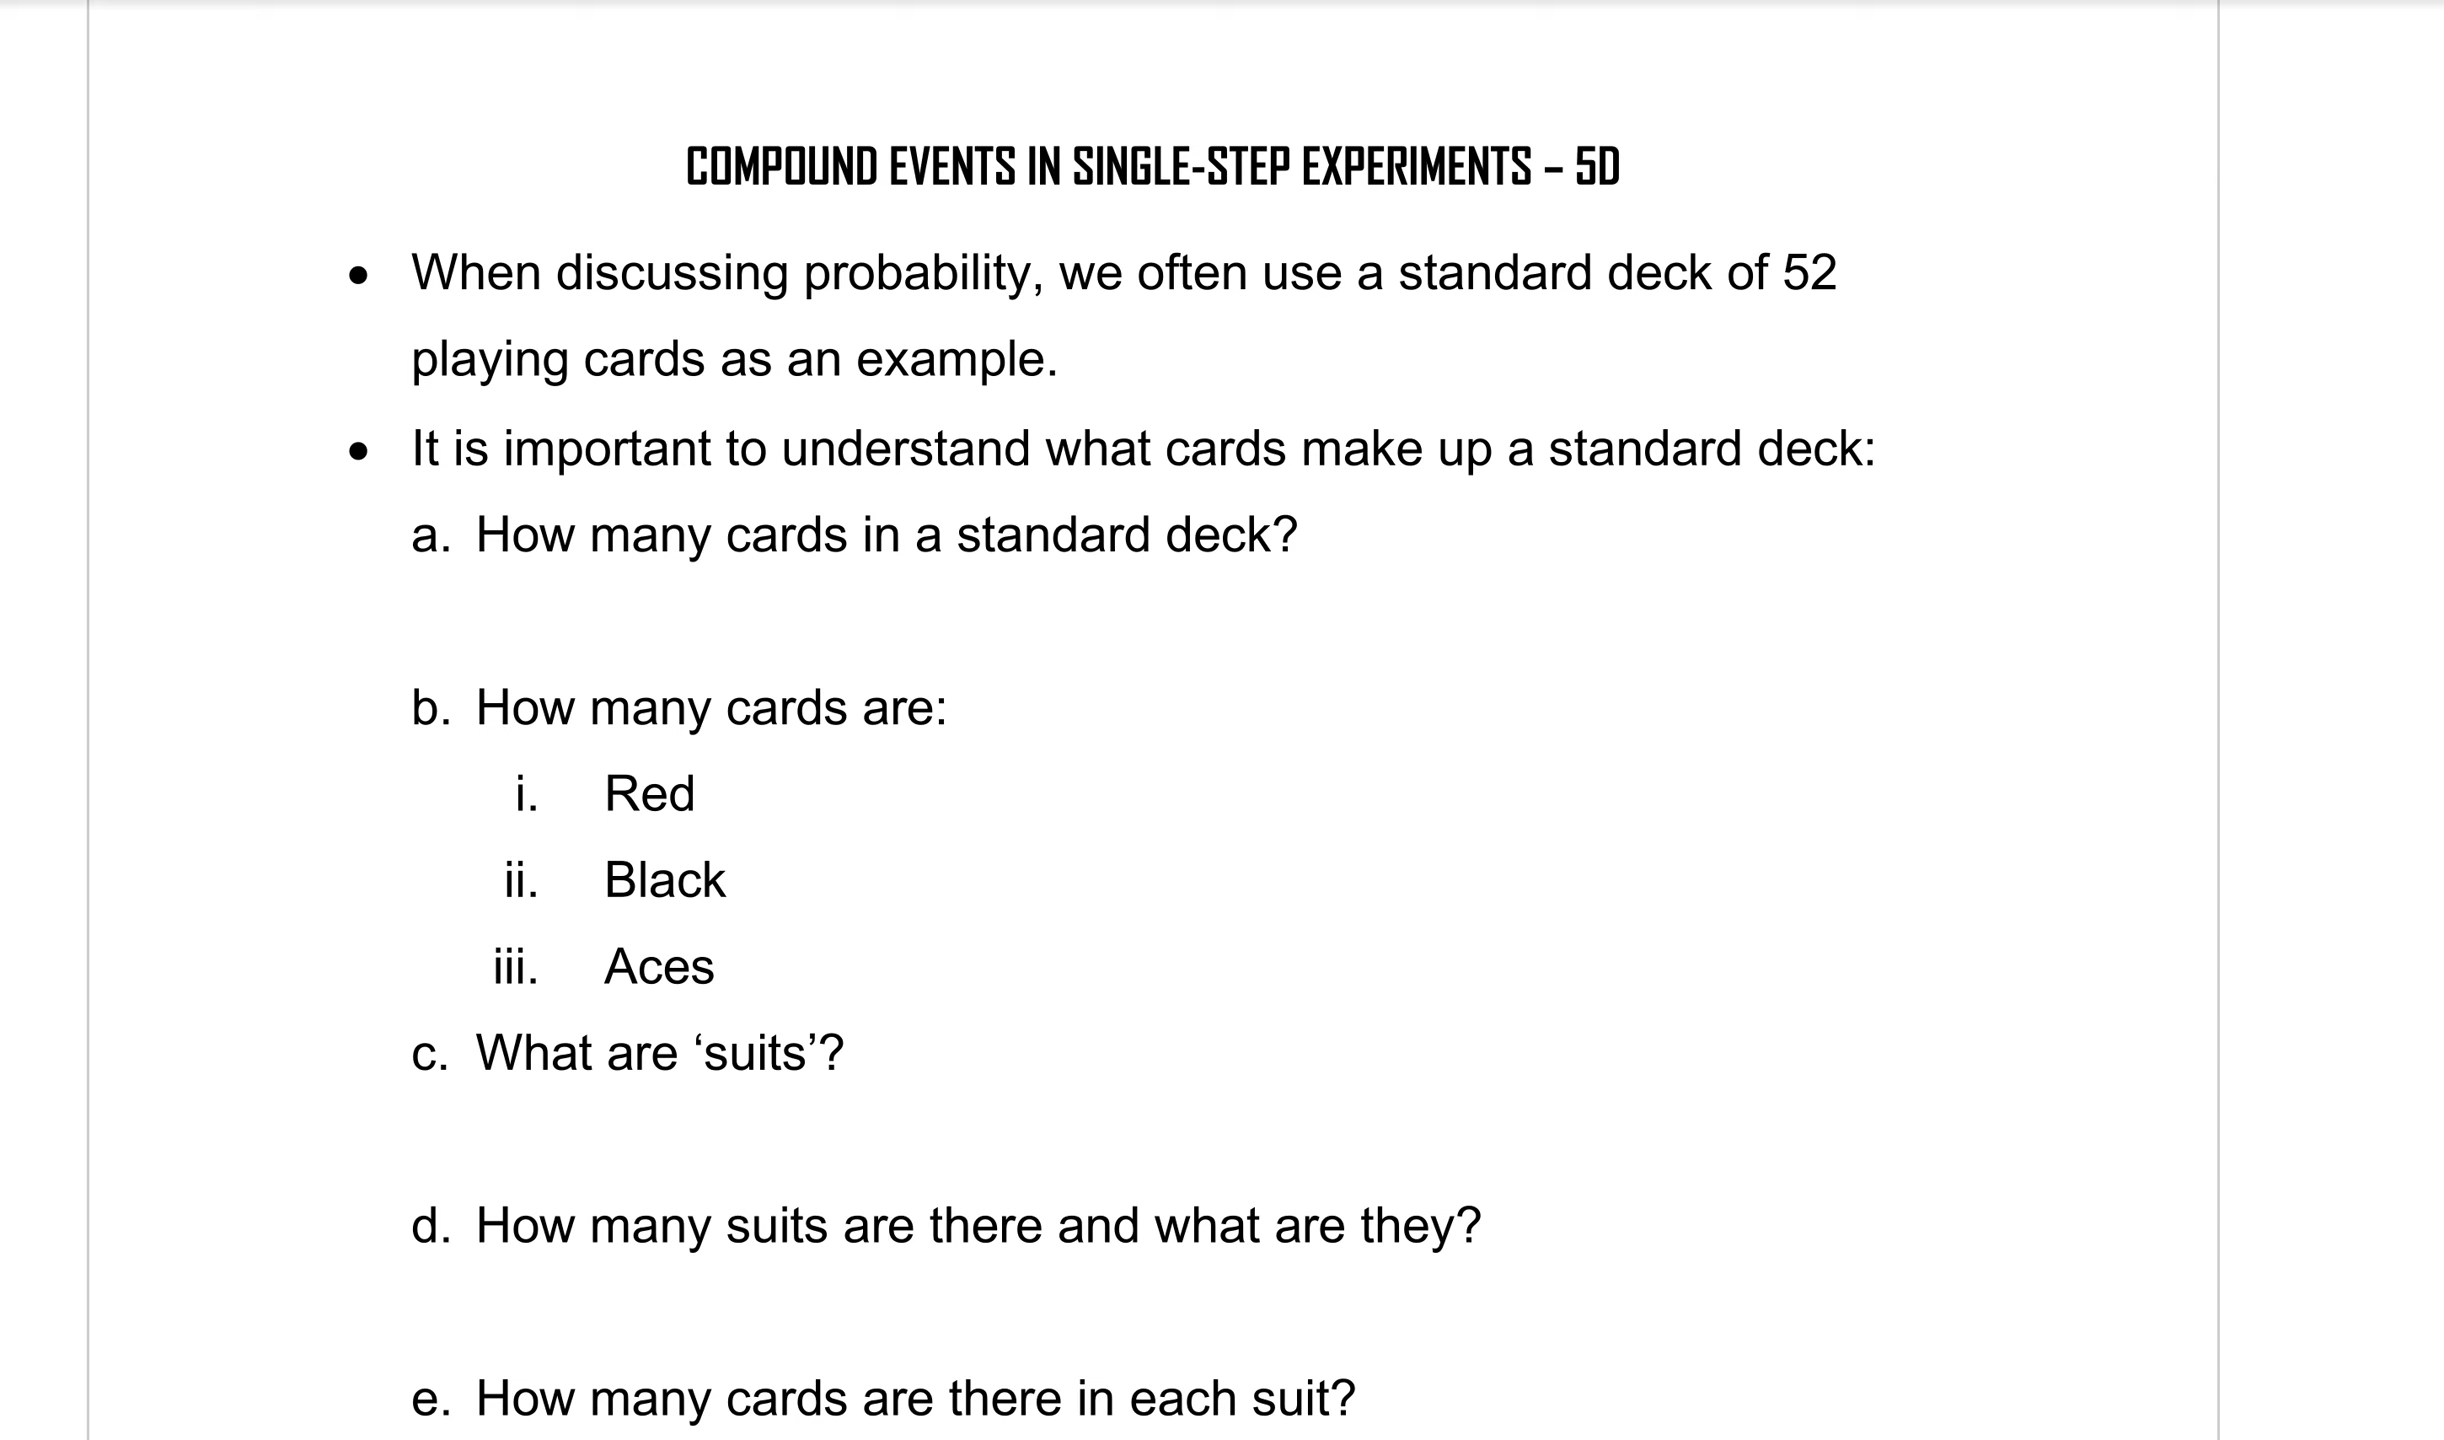 COMPOUND EVENTS IN SINGLE-STEP EXPERIMENTS – 5D
• When discussing probability, we often use a standard deck of 52
playing cards as an example.
• It is important to understand what cards make up a standard deck:
a. How many cards in a standard deck?
b. How many cards are:
i. Red
ii. Black
iii. Aces
c. What are ‘suits’?
d. How many suits are there and what are they?
e. How many cards are there in each suit?